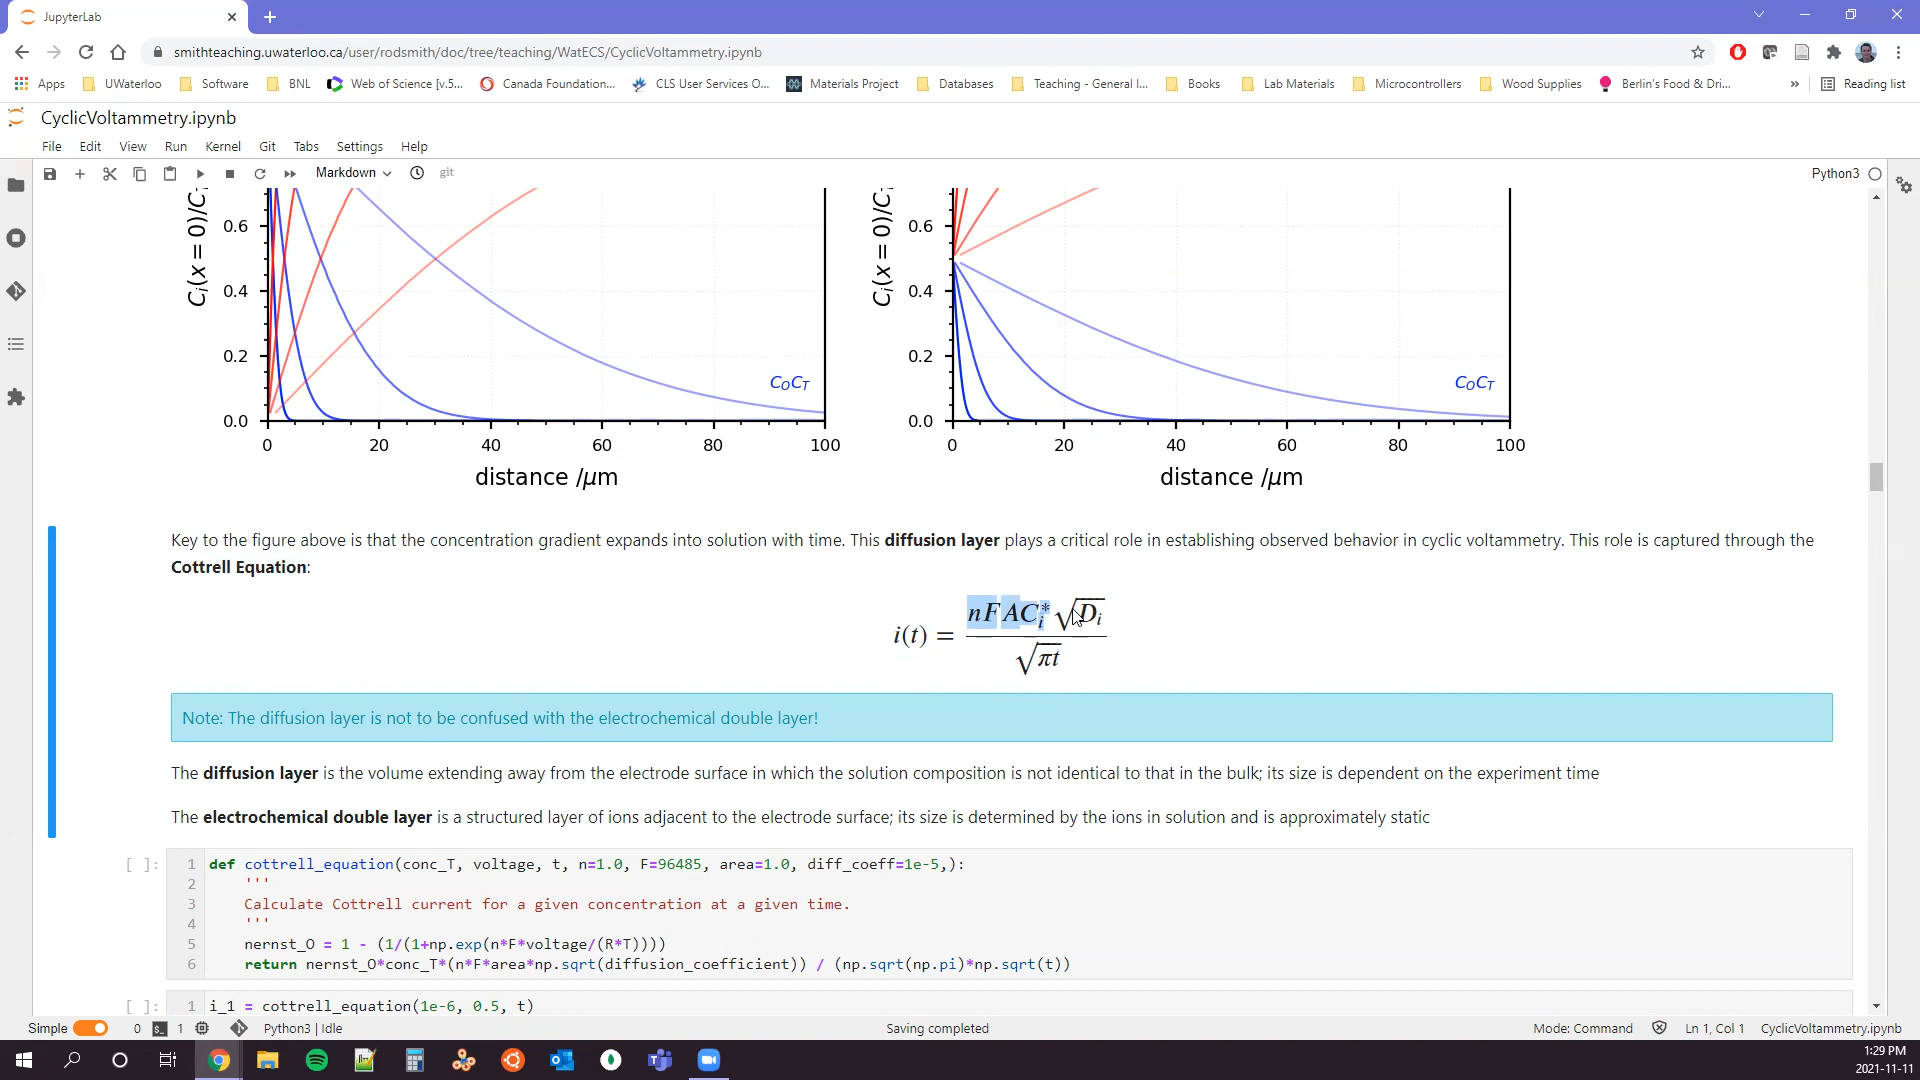 JupyterLab
smithteaching.uwaterloo.ca/user/rodsmith/doc/tree/teaching/WatECS/CyclicVoltammetry.ipynb
Apps UWaterloo Software BNL Web of Science [v.5... Canada Foundation... CLS User Services O... Materials Project Databases Teaching - General I... Books Lab Materials Microcontrollers Wood Supplies Berlin's Food & Dri... » Reading list
CyclicVoltammetry.ipynb
File Edit View Run Kernel Git Tabs Settings Help
Markdown git Python3
C_i(x = 0)/C_T
0.6
0.4
0.2
0.0
C_O C_T
0 20 40 60 80 100
distance /μm
C_i(x = 0)/C_T
0.6
0.4
0.2
0.0
C_O C_T
0 20 40 60 80 100
distance /μm
Key to the figure above is that the concentration gradient expands into solution with time. This diffusion layer plays a critical role in establishing observed behavior in cyclic voltammetry. This role is captured through the
Cottrell Equation:
i(t) = nFAC_i^* √D_i / √πt
Note: The diffusion layer is not to be confused with the electrochemical double layer!
The diffusion layer is the volume extending away from the electrode surface in which the solution composition is not identical to that in the bulk; its size is dependent on the experiment time
The electrochemical double layer is a structured layer of ions adjacent to the electrode surface; its size is determined by the ions in solution and is approximately static
[ ]: 1 def cottrell_equation(conc_T, voltage, t, n=1.0, F=96485, area=1.0, diff_coeff=1e-5,):
2 '''
3 Calculate Cottrell current for a given concentration at a given time.
4 '''
5 nernst_O = 1 - (1/(1+np.exp(n*F*voltage/(R*T))))
6 return nernst_O*conc_T*(n*F*area*np.sqrt(diffusion_coefficient)) / (np.sqrt(np.pi)*np.sqrt(t))
[ ]: 1 i_1 = cottrell_equation(1e-6, 0.5, t)
Simple 0 1 Python3 | Idle Saving completed Mode: Command Ln 1, Col 1 CyclicVoltammetry.ipynb
1:29 PM
2021-11-11